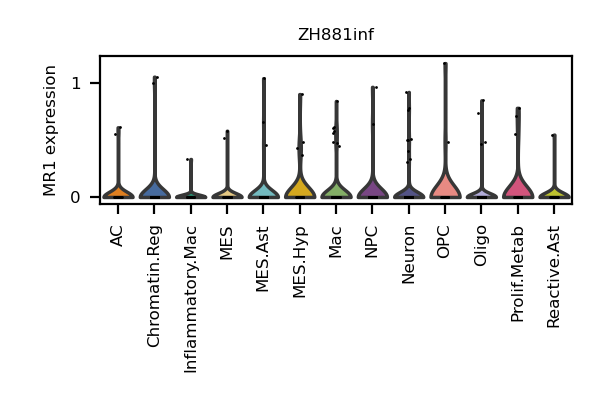 ZH881inf
MR1 expression
1
0
AC
Chromatin.Reg
Inflammatory.Mac
MES
MES.Ast
MES.Hyp
Mac
NPC
Neuron
OPC
Oligo
Prolif.Metab
Reactive.Ast